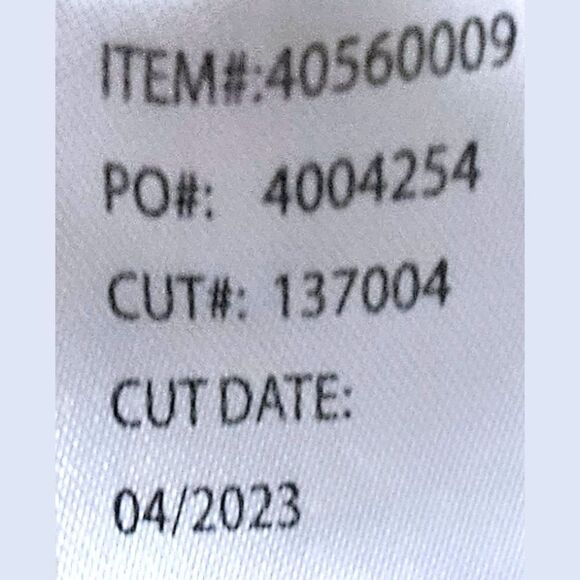 ITEM#:40560009
PO#: 4004254
CUT#: 137004
CUT DATE:
04/2023